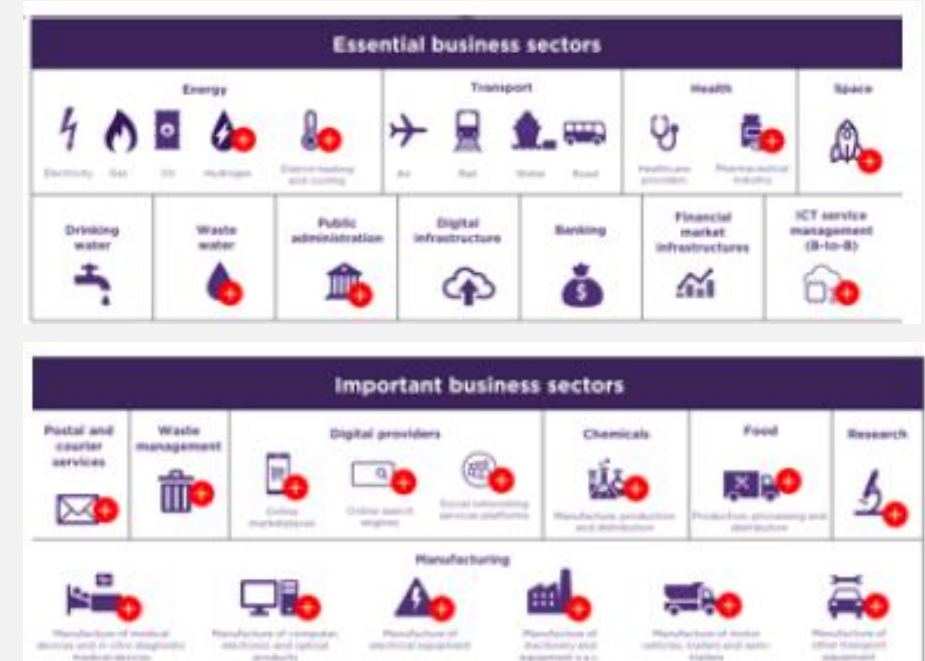 Essential business sectors
Energy
Transport
Health
Space
Electricity
Gas
Oil
Hydrogen
District heating
and cooling
Air
Rail
Water
Road
Healthcare
providers
Pharmaceutical
industry
Drinking
water
Waste
water
Public
administration
Digital
infrastructure
Banking
Financial
market
infrastructures
ICT service
management
(B-to-B)
Important business sectors
Postal and
courier
services
Waste
management
Digital providers
Chemicals
Food
Research
Online
marketplaces
Online search
engines
Social networking
services platforms
Manufacture, production
and distribution
Production, processing and
distribution
Manufacturing
Manufacture of medical
devices and in vitro diagnostic
medical devices
Manufacture of computer,
electronic and optical
products
Manufacture of
electrical equipment
Manufacture of
machinery and
equipment n.e.c.
Manufacture of motor
vehicles, trailers and semi-
trailers
Manufacture of
other transport
equipment